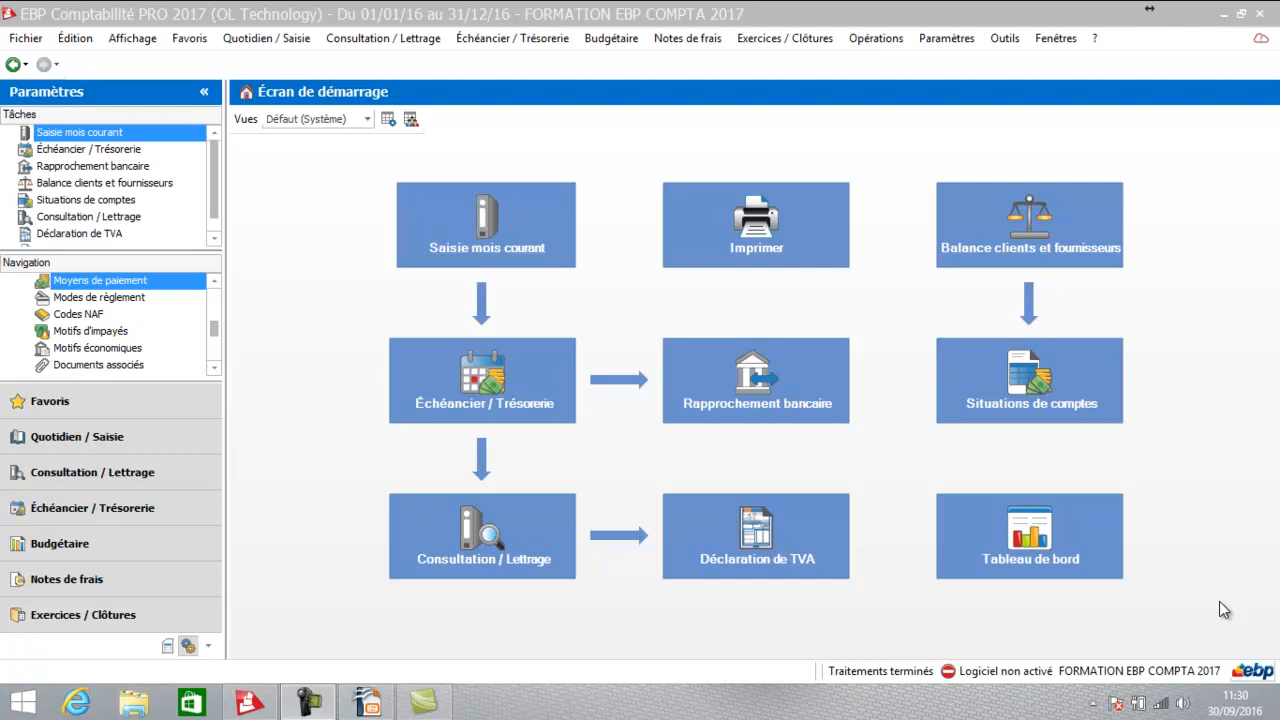 EBP Comptabilité PRO 2017 (OL Technology) - Du 01/01/16 au 31/12/16 - FORMATION EBP COMPTA 2017
Fichier Édition Affichage Favoris Quotidien / Saisie Consultation / Lettrage Échéancier / Trésorerie Budgétaire Notes de frais Exercices / Clôtures Opérations Paramètres Outils Fenêtres ?
Paramètres «
Écran de démarrage
Tâches
Vues Défaut (Système)
Saisie mois courant
Échéancier / Trésorerie
Rapprochement bancaire
Balance clients et fournisseurs
Situations de comptes
Consultation / Lettrage
Déclaration de TVA
Navigation
Moyens de paiement
Modes de règlement
Codes NAF
Motifs d'impayés
Motifs économiques
Documents associés
Favoris
Quotidien / Saisie
Consultation / Lettrage
Échéancier / Trésorerie
Budgétaire
Notes de frais
Exercices / Clôtures
Saisie mois courant
Imprimer
Balance clients et fournisseurs
Échéancier / Trésorerie
Rapprochement bancaire
Situations de comptes
Consultation / Lettrage
Déclaration de TVA
Tableau de bord
Traitements terminés Logiciel non activé FORMATION EBP COMPTA 2017 ebp
11:30
30/09/2016